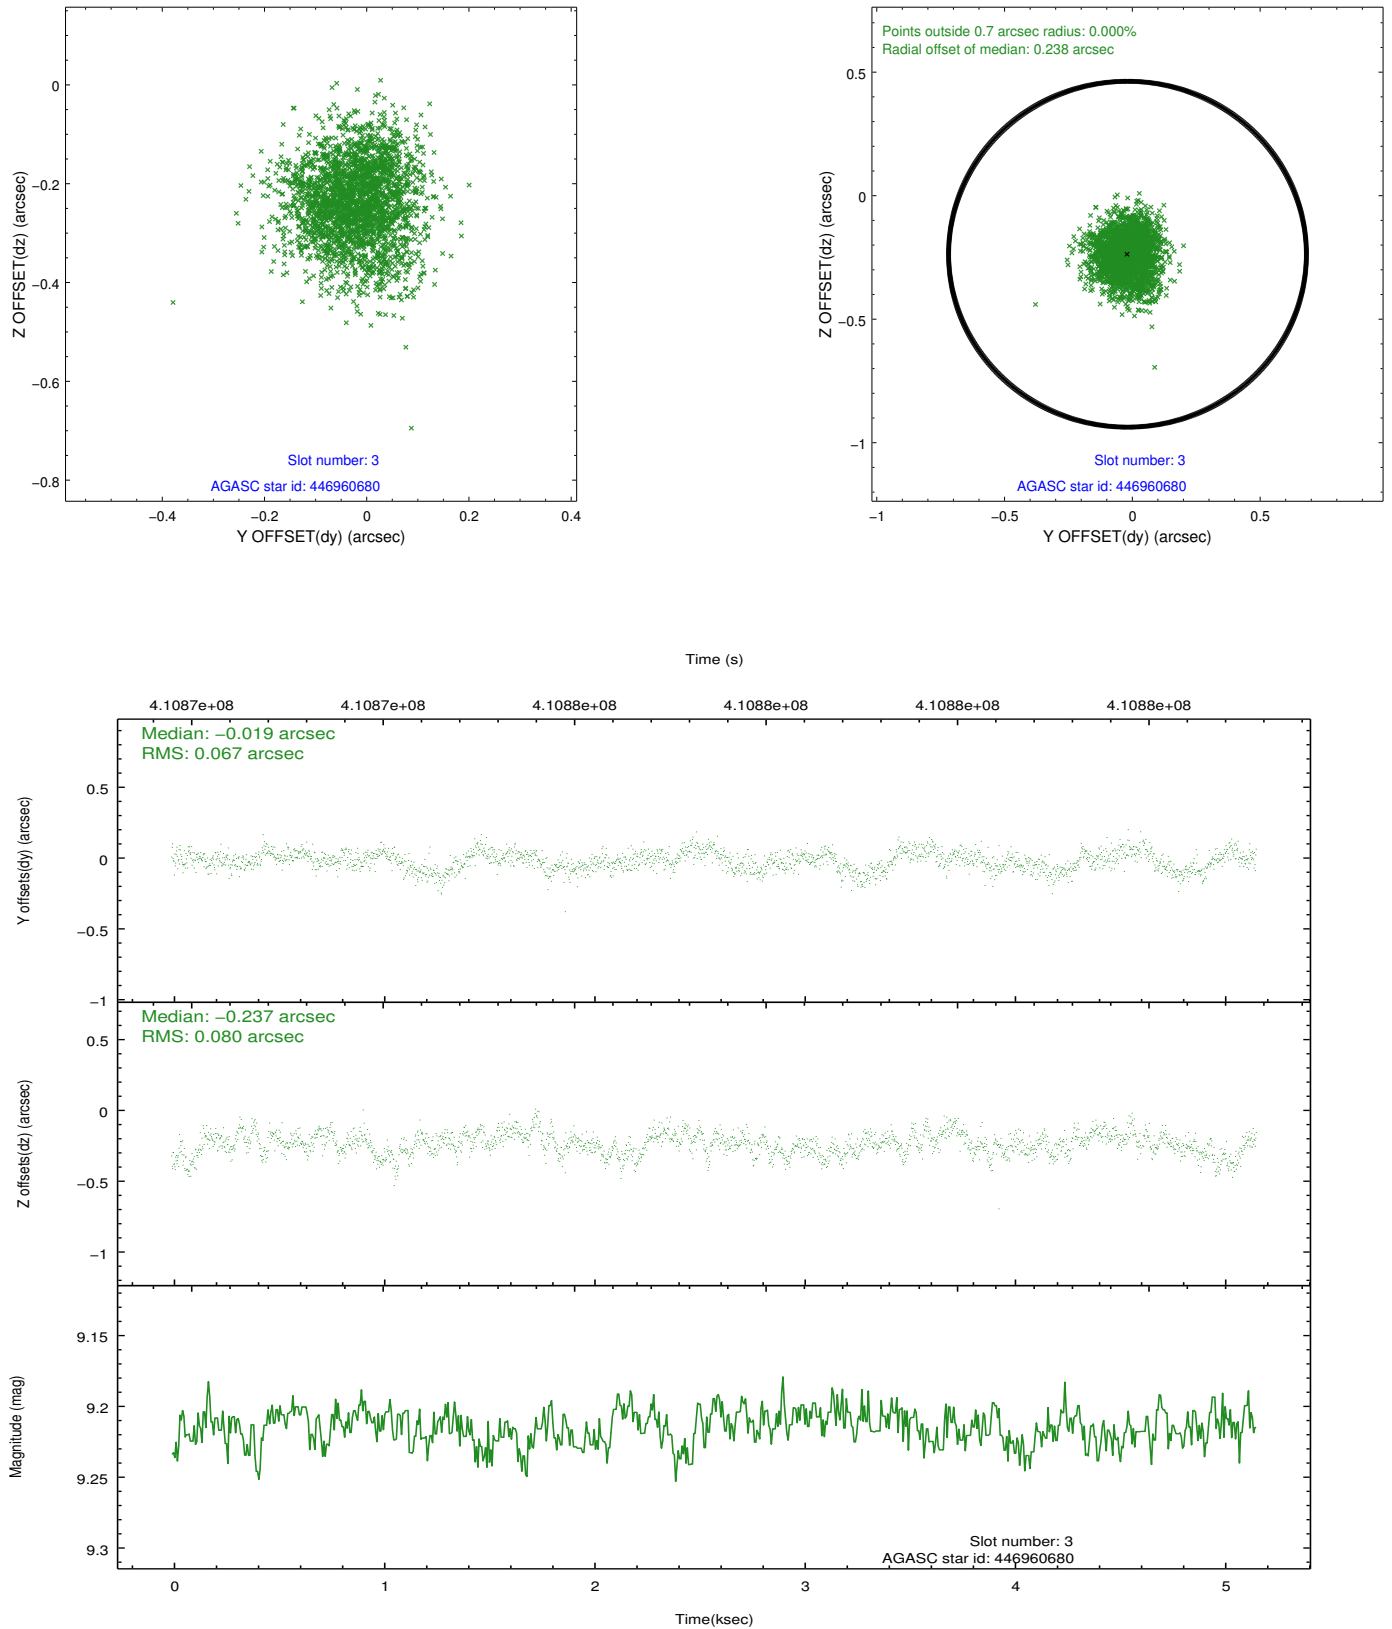 0
−0.2
−0.4
−0.6
−0.8
Z OFFSET(dz) (arcsec)
Slot number: 3
AGASC star id: 446960680
−0.4
−0.2
0
0.2
0.4
Y OFFSET(dy) (arcsec)
Points outside 0.7 arcsec radius: 0.000%
Radial offset of median: 0.238 arcsec
0.5
0
−0.5
−1
Z OFFSET(dz) (arcsec)
Slot number: 3
AGASC star id: 446960680
−1
−0.5
0
0.5
Y OFFSET(dy) (arcsec)
Time (s)
4.1087e+08
4.1087e+08
4.1088e+08
4.1088e+08
4.1088e+08
4.1088e+08
Median: −0.019 arcsec
RMS: 0.067 arcsec
0.5
0
−0.5
−1
Y offsets(dy) (arcsec)
Median: −0.237 arcsec
RMS: 0.080 arcsec
0.5
0
−0.5
−1
Z offsets(dz) (arcsec)
9.15
9.2
9.25
9.3
Magnitude (mag)
Slot number: 3
AGASC star id: 446960680
0
1
2
3
4
5
Time(ksec)